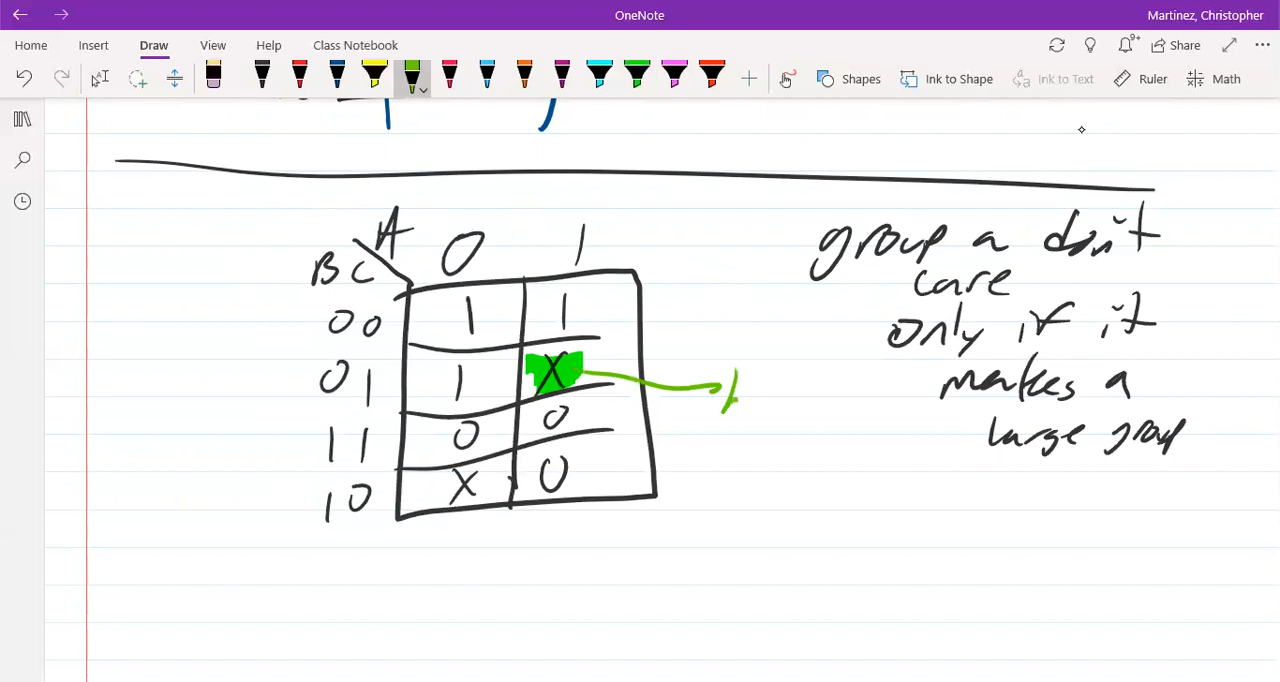 OneNote
Martínez, Christopher
Home Insert Draw View Help Class Notebook
Share
Shapes Ink to Shape Ink to Text Ruler Math
A 0 1
BC
00 1 1
01 1 X
11 0 0
10 X 0
group a don't
care
only if it
makes a
large group